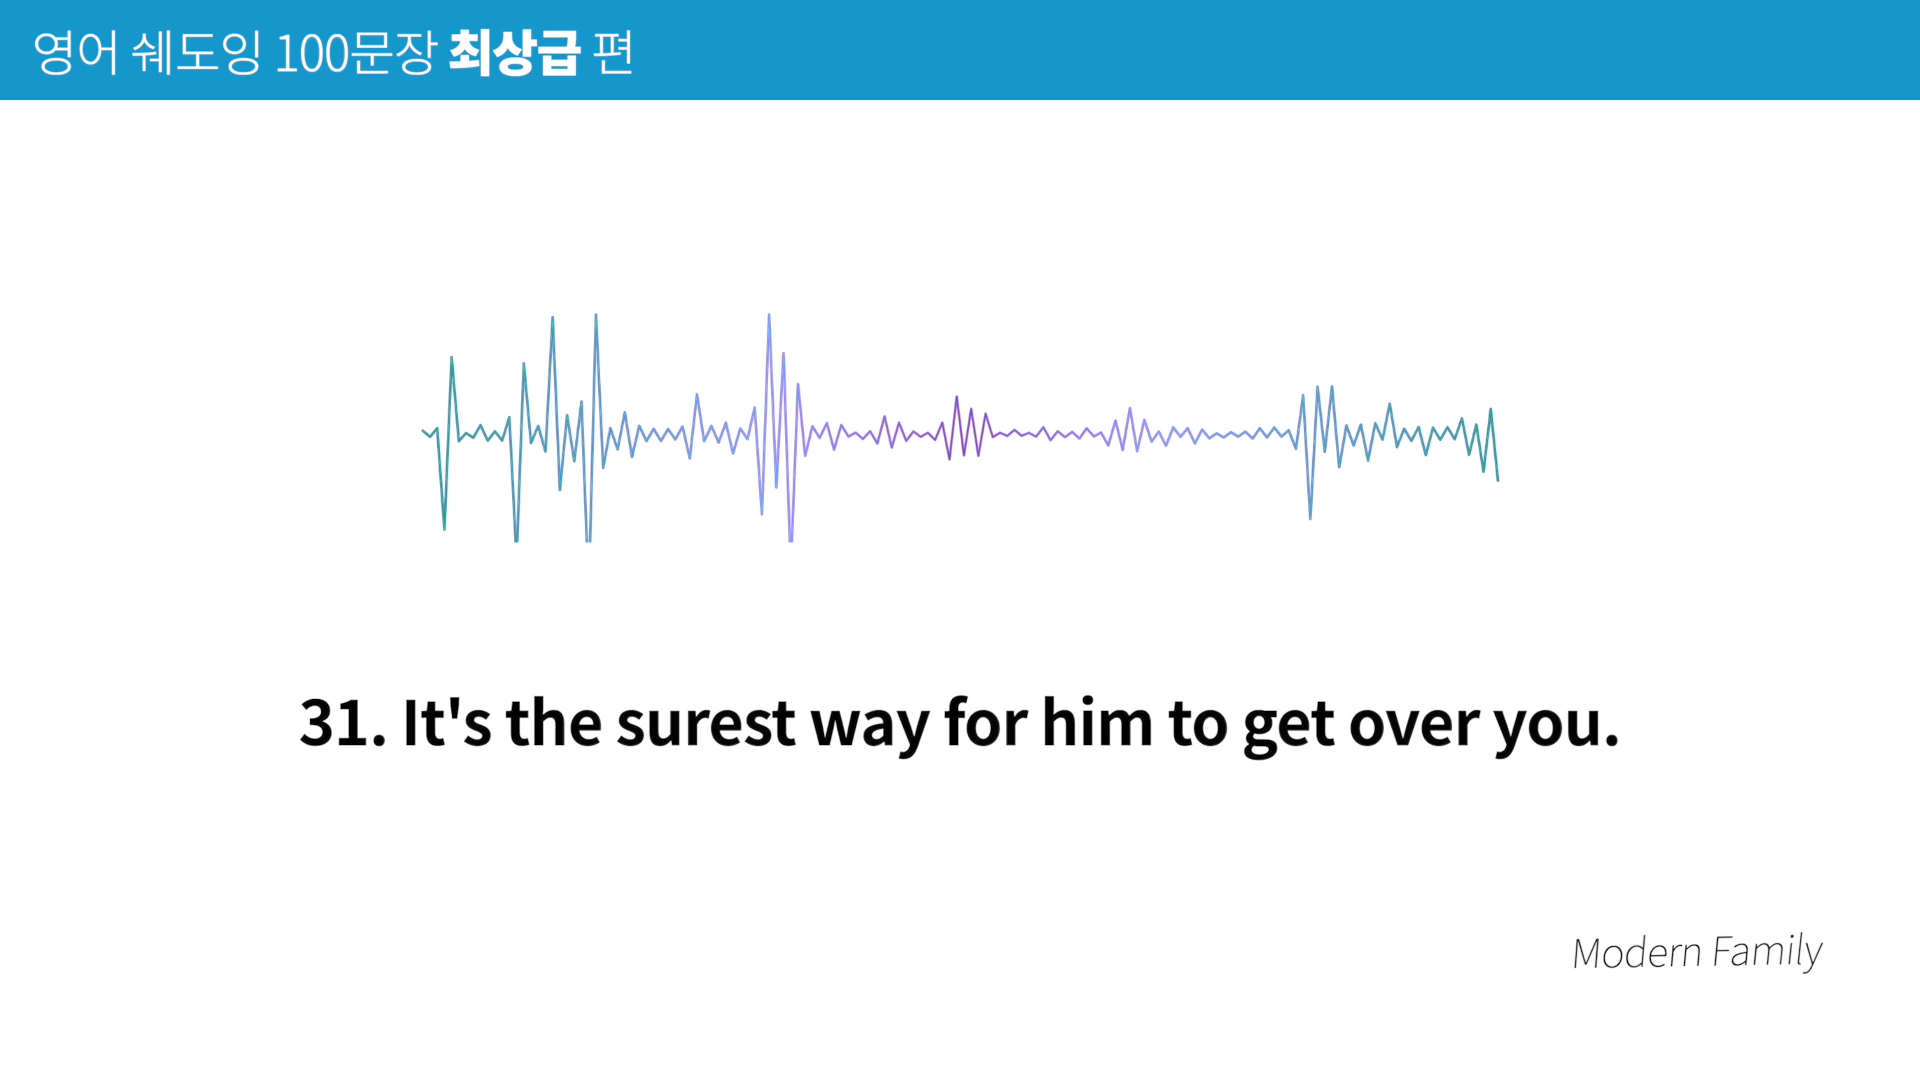 영어 쉐도잉 100문장 최상급 편
31. It's the surest way for him to get over you.
Modern Family